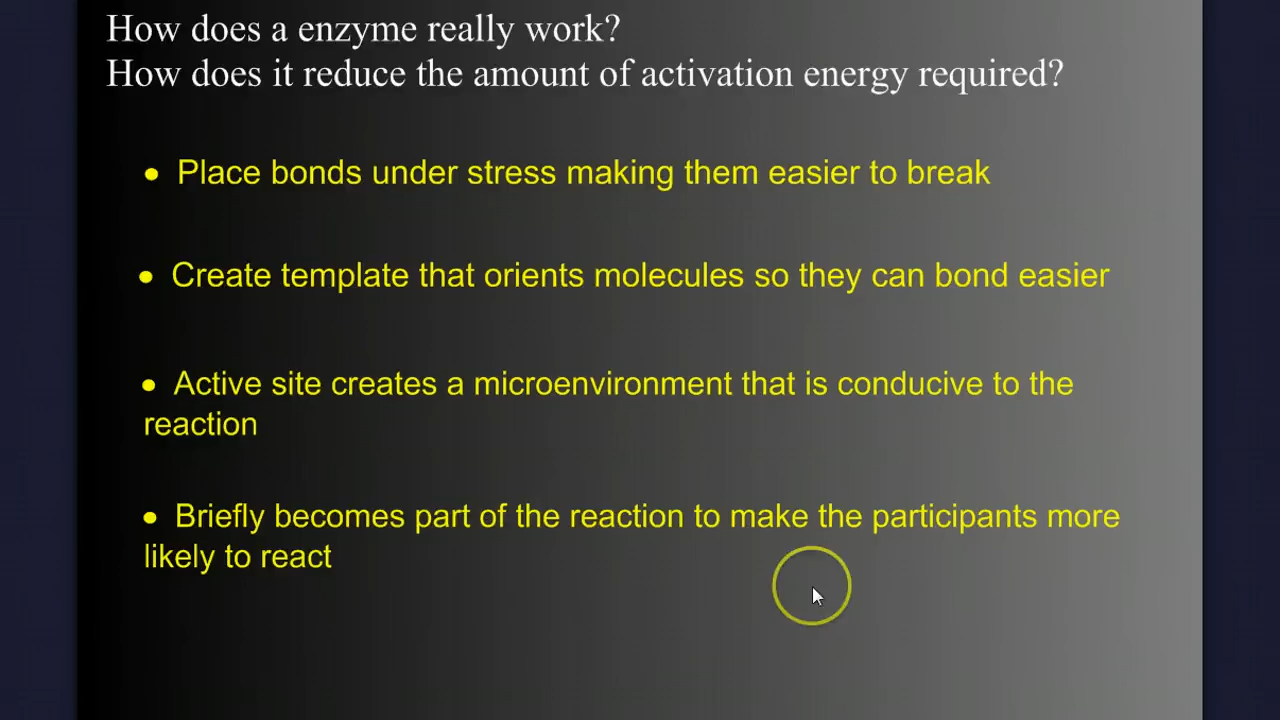 How does a enzyme really work?
How does it reduce the amount of activation energy required?
• Place bonds under stress making them easier to break
• Create template that orients molecules so they can bond easier
• Active site creates a microenvironment that is conducive to the
reaction
• Briefly becomes part of the reaction to make the participants more
likely to react